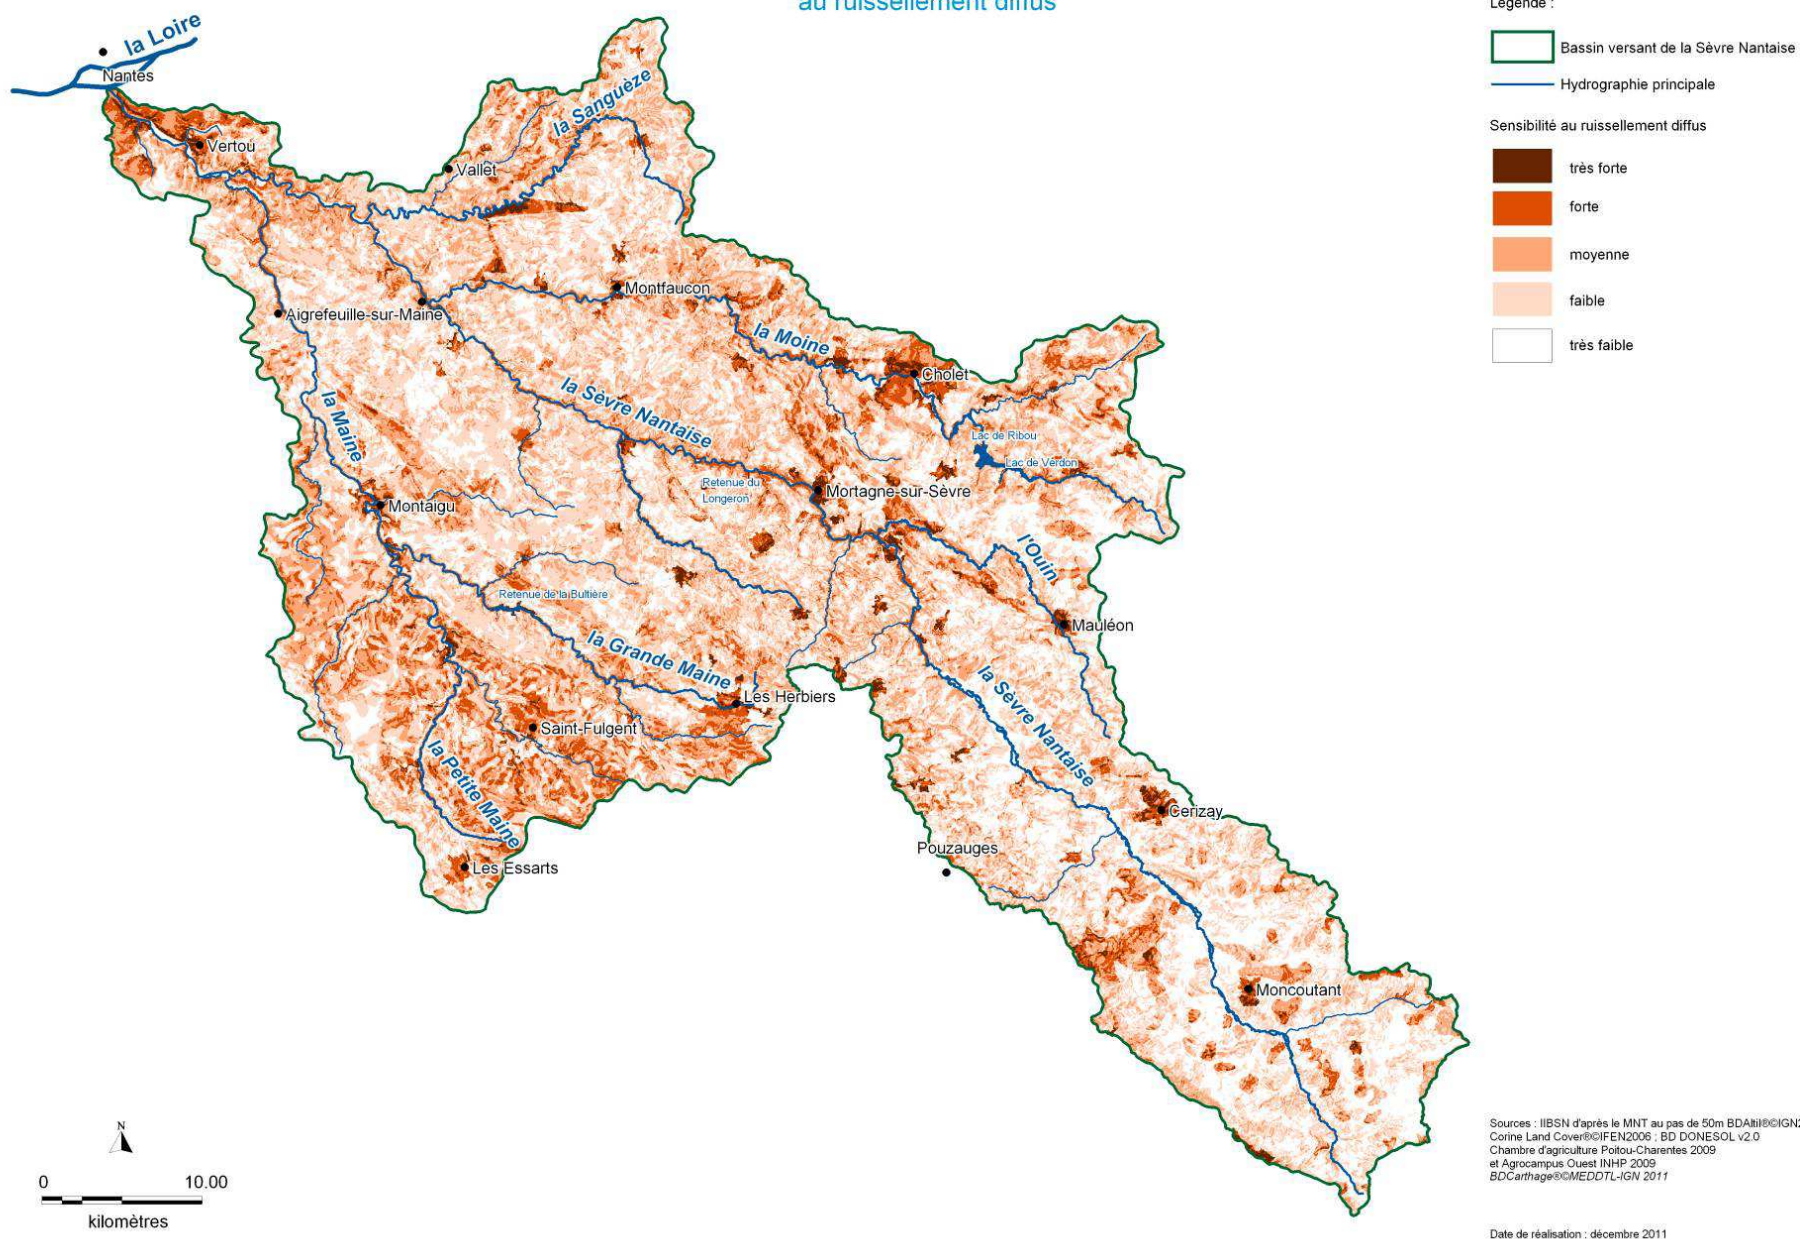 au ruissellement diffus
Légende :
Bassin versant de la Sèvre Nantaise
Hydrographie principale
Sensibilité au ruissellement diffus
très forte
forte
moyenne
faible
très faible
la Loire
Nantes
Vertou
la Sanguèze
Vallet
Montfaucon
Aigrefeuille-sur-Maine
la Moine
Cholet
la Sèvre Nantaise
la Maine
Lac de Ribou
Lac de Verdon
Retenue du
Longeron
Mortagne-sur-Sèvre
Montaigu
l'Ouin
Retenue de la Bultière
Mauléon
la Grande Maine
Les Herbiers
la Sèvre Nantaise
Saint-Fulgent
la Petite Maine
Cerizay
Pouzauges
Les Essarts
Moncoutant
N
0 10.00
kilomètres
Sources : IIBSN d'après le MNT au pas de 50m
Corine Land Cover®©IFEN2006 ; BD DONESOL v2.0
Chambre d'agriculture Poitou-Charentes 2009
et Agrocampus Ouest INHP 2009
BDCarthage®©MEDDTL-IGN 2011
Date de réalisation : décembre 2011